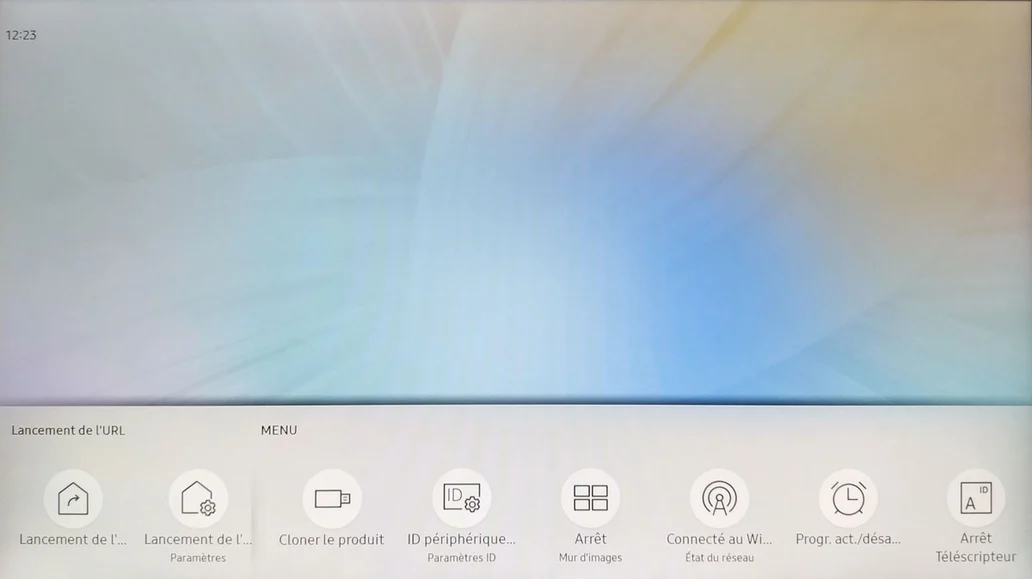 12:23
Lancement de l'URL
MENU
Lancement de l'...
Lancement de l'...
Paramètres
Cloner le produit
ID
ID périphérique...
Paramètres ID
Arrêt
Mur d'images
Connecté au Wi...
État du réseau
Progr. act./désa...
ID
A
Arrêt
Téléscripteur